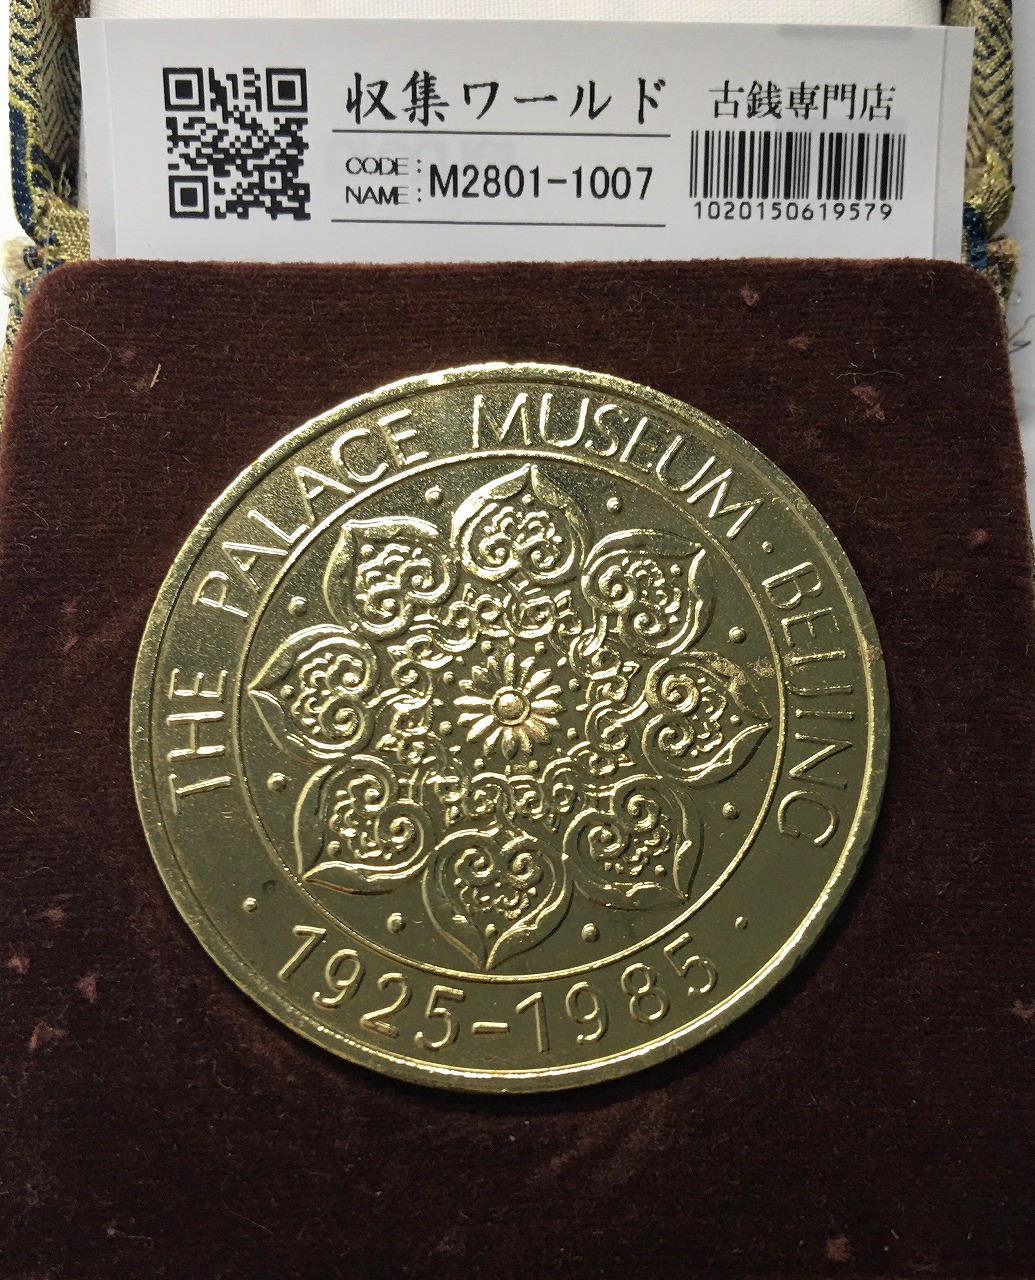 収集ワールド
古銭専門店
CODE:
NAME:
M2801-1007
1020150619579
THE PALACE MUSEUM · BEIJING
· 1925-1985 ·